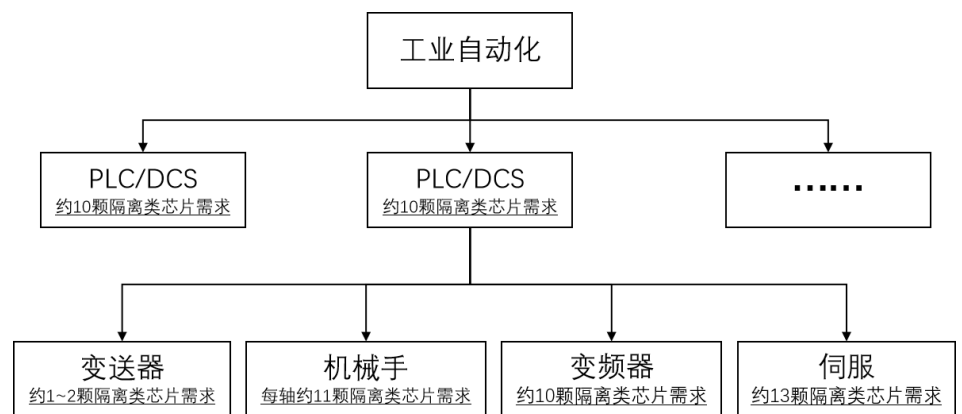 工业自动化
PLC/DCS
约10颗隔离类芯片需求
PLC/DCS
约10颗隔离类芯片需求
……
变送器
约1~2颗隔离类芯片需求
机械手
每轴约11颗隔离类芯片需求
变频器
约10颗隔离类芯片需求
伺服
约13颗隔离类芯片需求